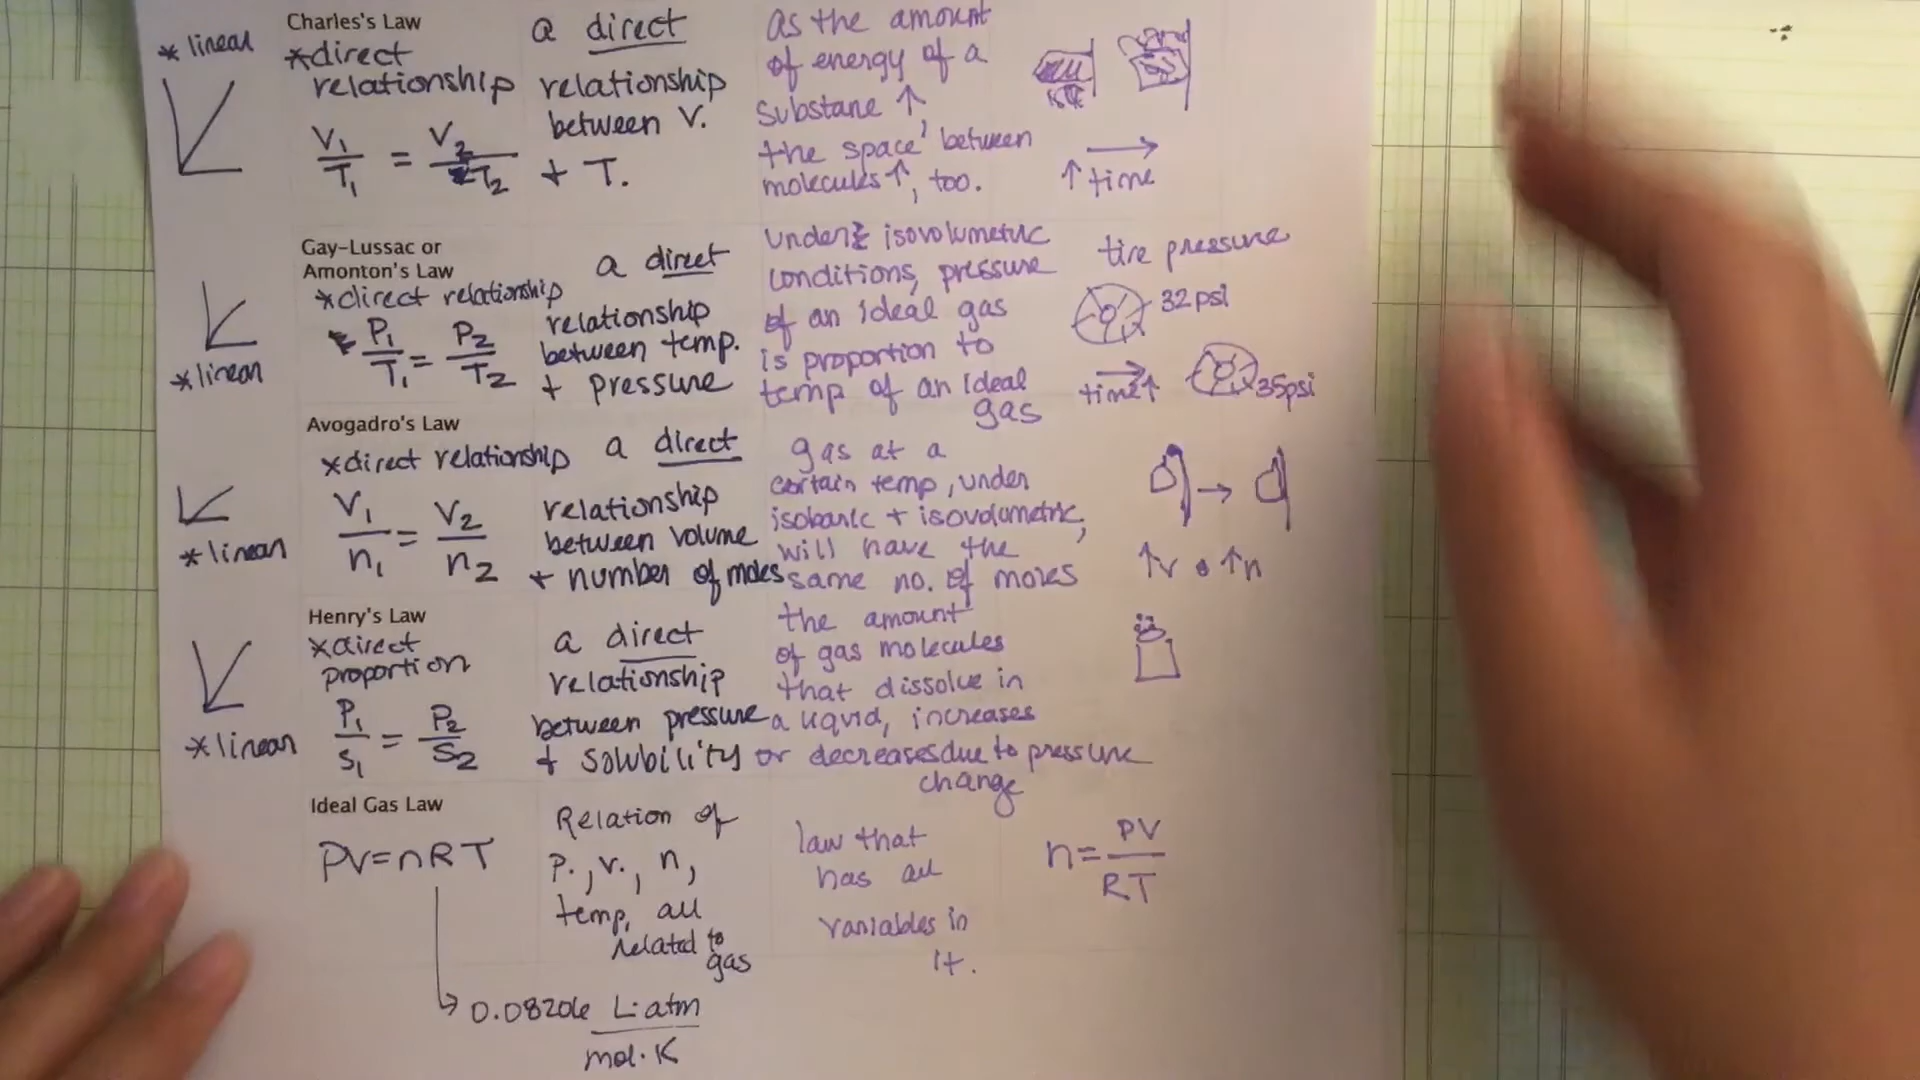 * linear
Charles's Law
*direct
relationship
V1/T1 = V2/T2
a direct
relationship
between V.
+ T.
as the amount
of energy of a
substane ↑,
the space between
molecules ↑, too.
↑ time
* linear
Gay-Lussac or
Amonton's Law
*direct relationship
P1/T1 = P2/T2
a direct
relationship
between temp.
+ pressure
under isovolumetric
conditions, pressure
of an ideal gas
is proportion to
temp of an ideal
gas
tire pressure
32 psi
time↑
35psi
* linear
Avogadro's Law
*direct relationship
V1/n1 = V2/n2
a direct
relationship
between volume
+ number of moles
gas at a
certain temp, under
isobaric + isovolumetric,
will have the
same no. of moles
→
↑v • ↑n
* linear
Henry's Law
*direct
proportion
P1/S1 = P2/S2
a direct
relationship
between pressure
+ solubility
the amount
of gas molecules
that dissolve in
a liquid, increases
or decreases due to pressure
change
Ideal Gas Law
PV=nRT
0.08206 L·atm/mol·K
Relation of
P., v., n,
temp, all
related to
gas
law that
has all
variables in
it.
n=PV/RT